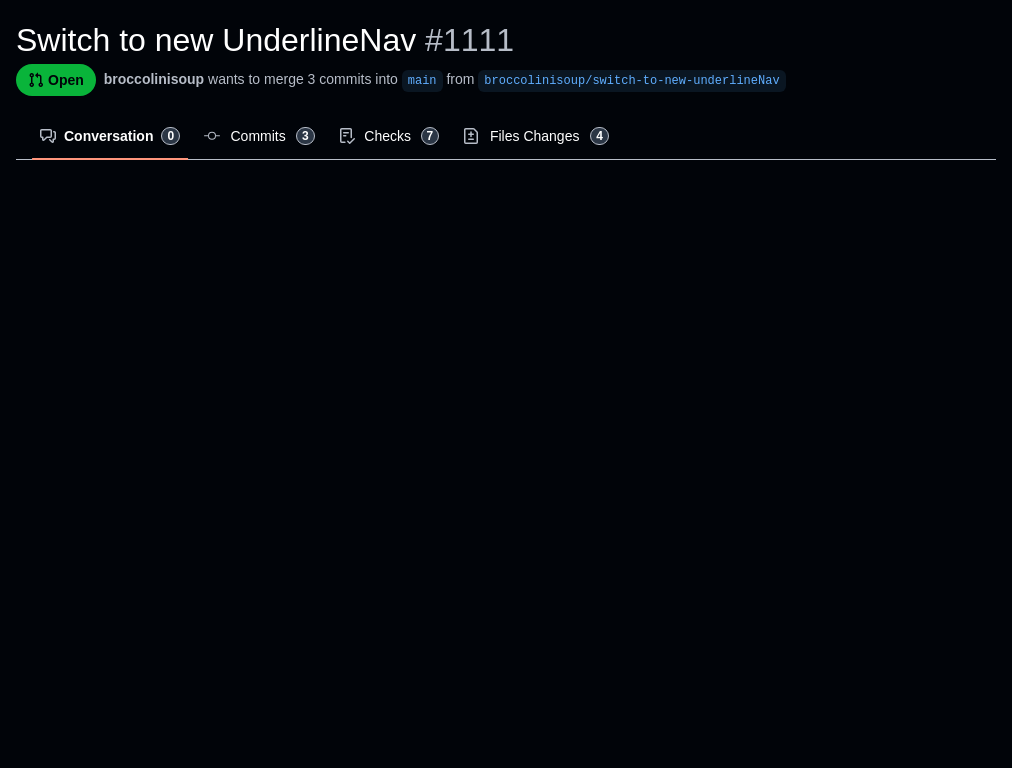 Switch to new UnderlineNav #1111
Open broccolinisoup wants to merge 3 commits into main from broccolinisoup/switch-to-new-underlineNav
Conversation 0 Commits 3 Checks 7 Files Changes 4